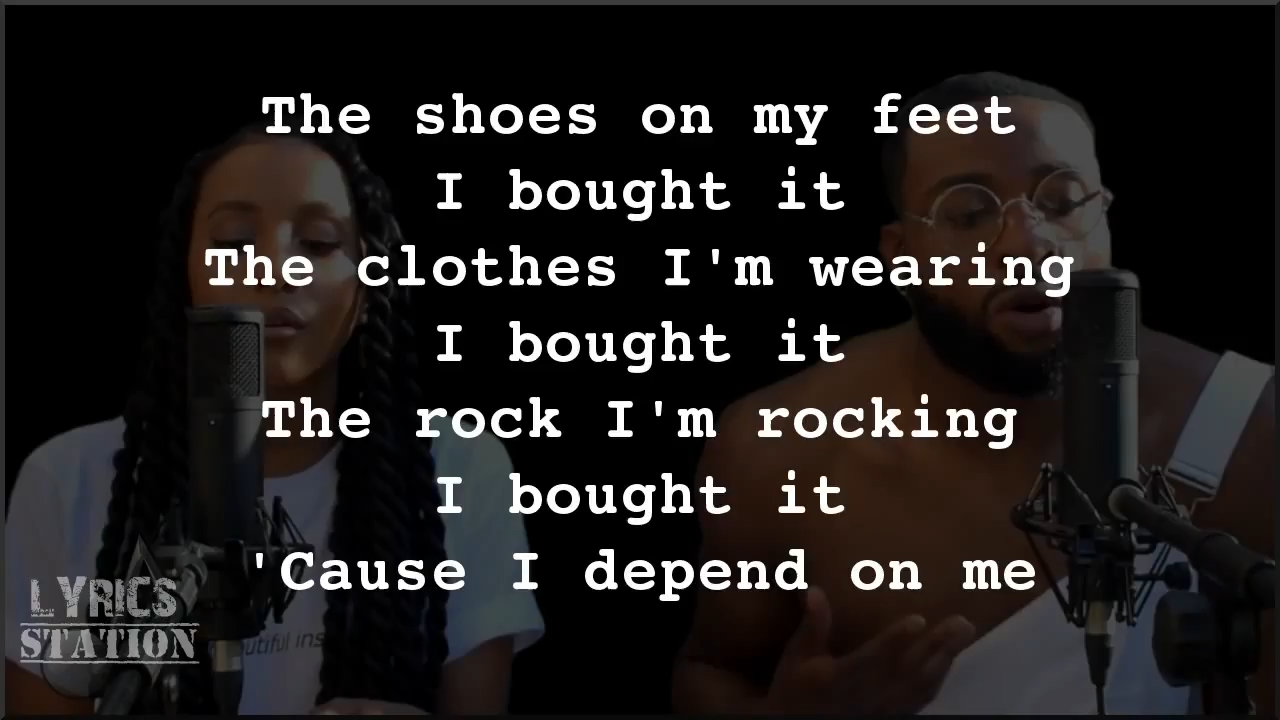 The shoes on my feet
I bought it
The clothes I'm wearing
I bought it
The rock I'm rocking
I bought it
'Cause I depend on me
LYRICS
STATION